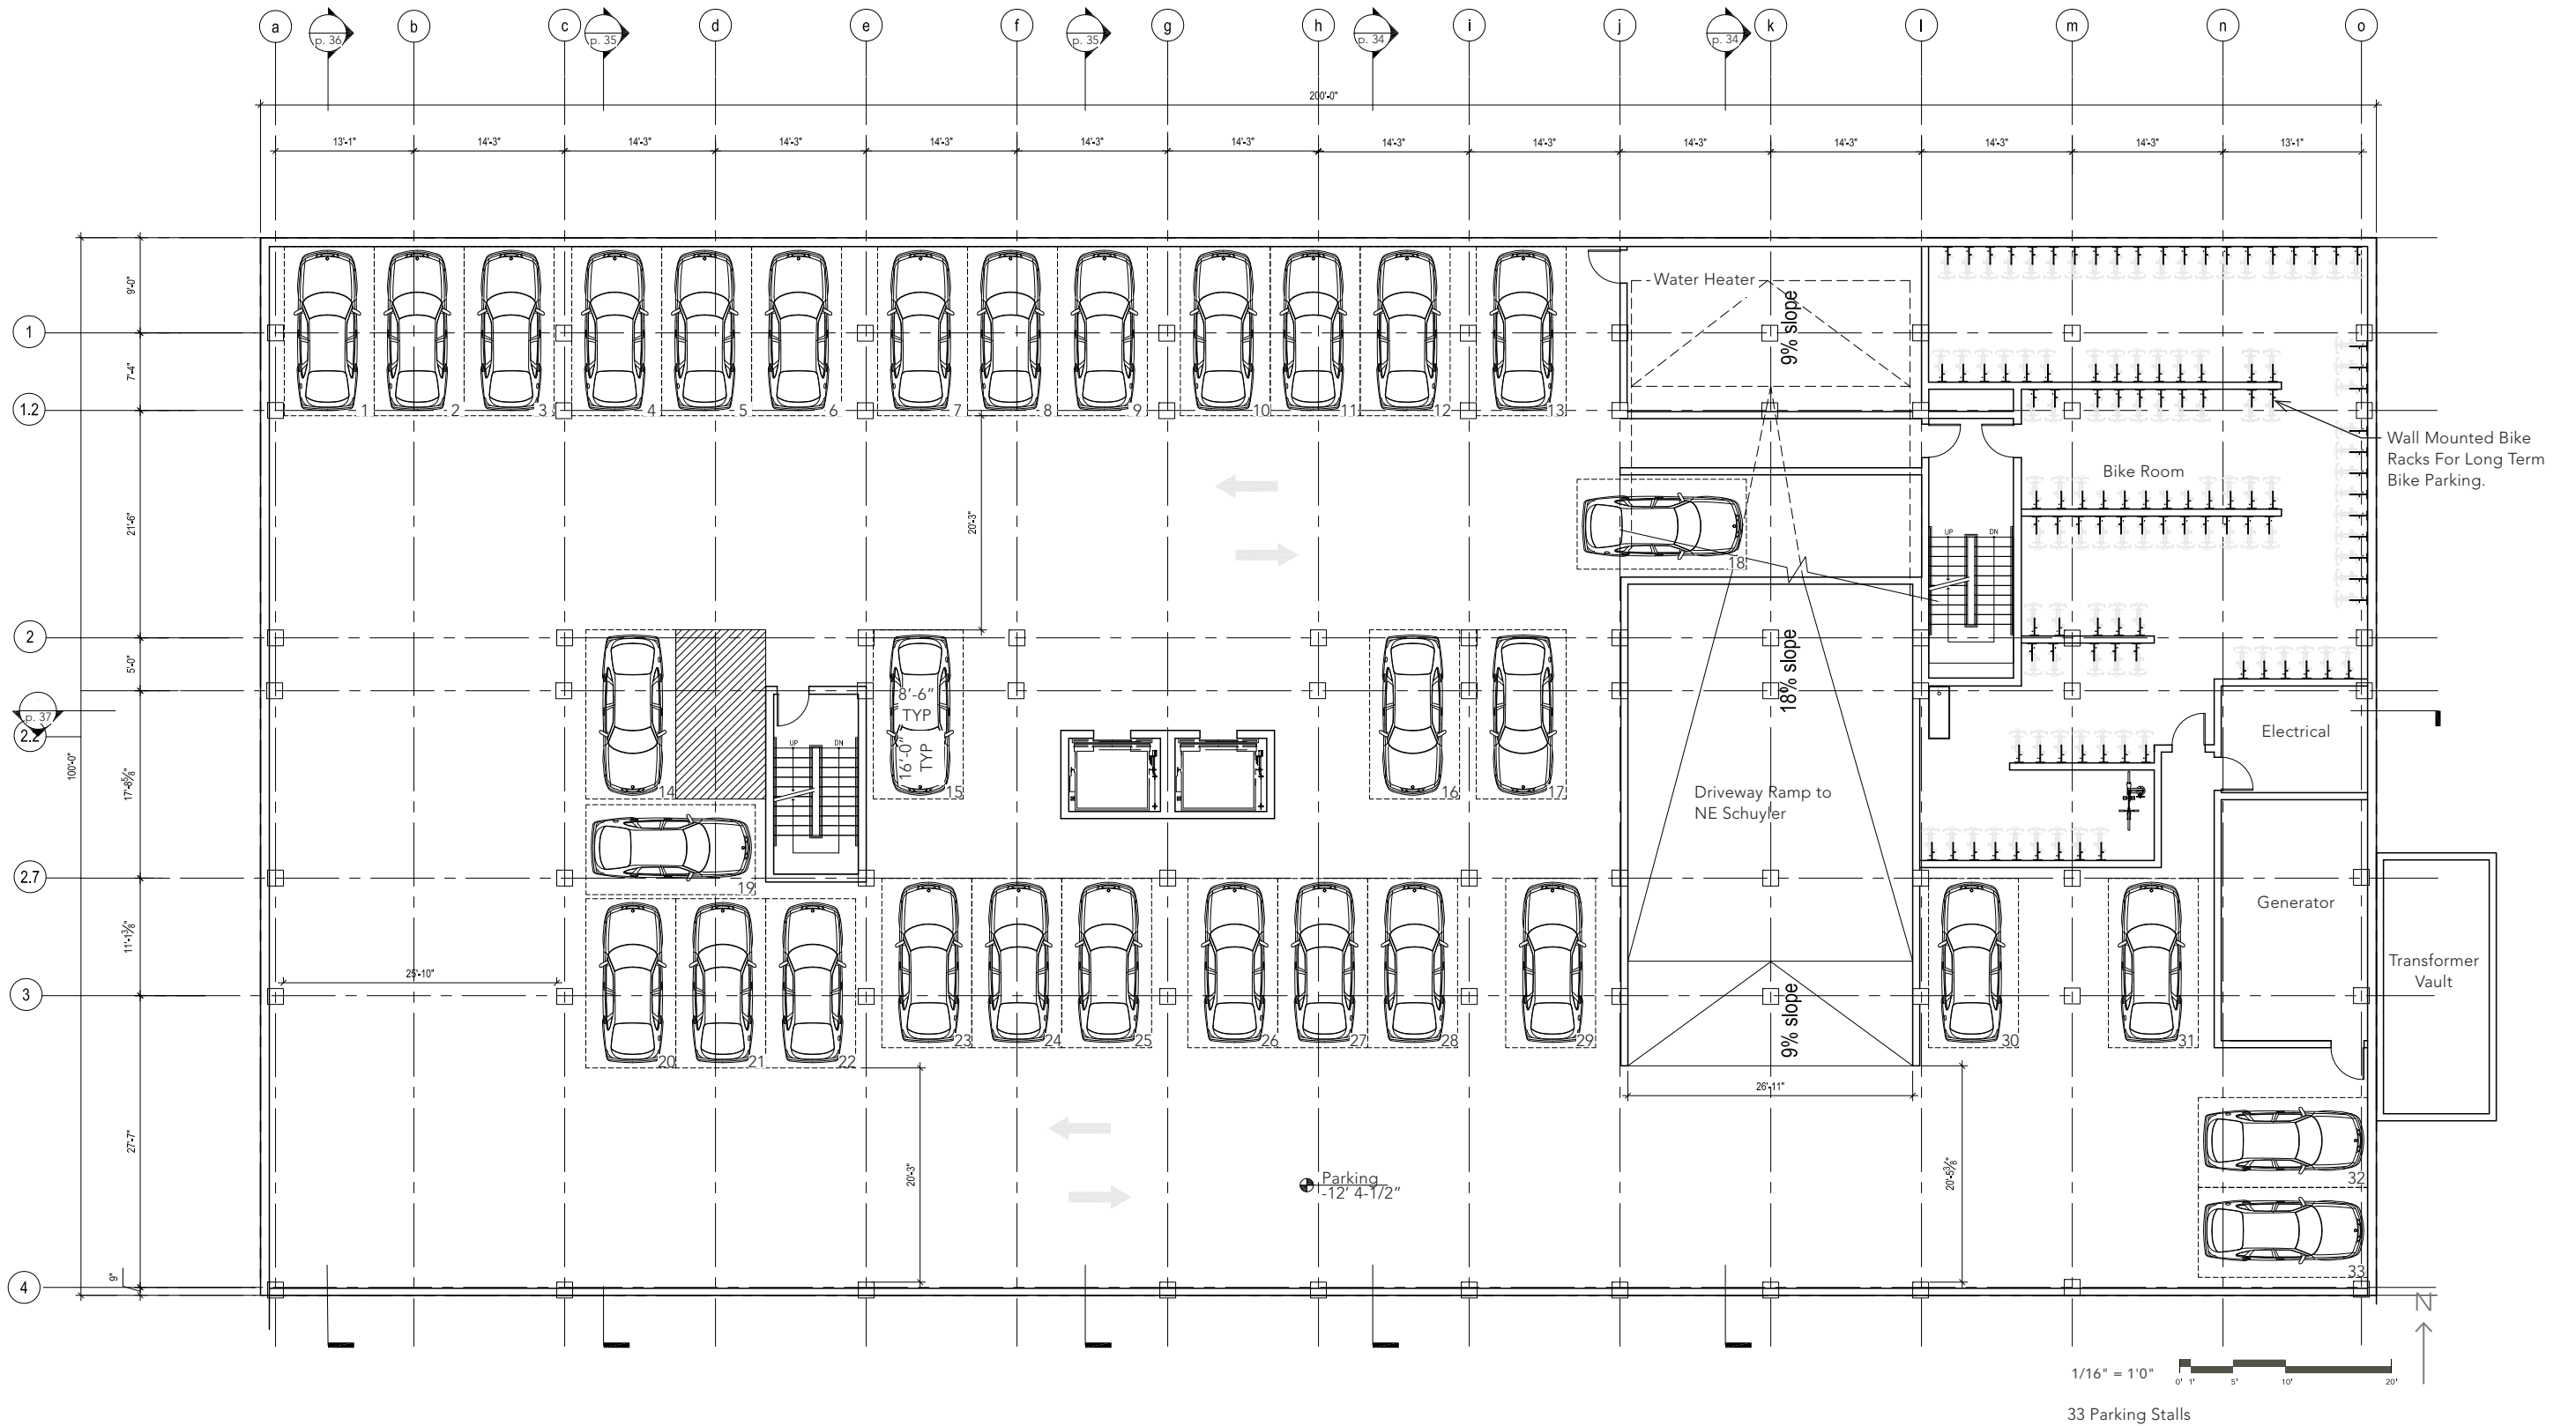 a b c d e f g h i j k l m n o
p. 36 p. 35 p. 35 p. 34 p. 34
200'-0"
13'-1" 14'-3" 14'-3" 14'-3" 14'-3" 14'-3" 14'-3" 14'-3" 14'-3" 14'-3" 14'-3" 14'-3" 14'-3" 13'-1"
9'-0"
Water Heater
9% slope
1
7'-4"
1.2
1 2 3 4 5 6 7 8 9 10 11 12 13
Wall Mounted Bike
Racks For Long Term
Bike Parking.
Bike Room
21'-6"
20'-3"
18
UP DN
2
5'-0"
18% slope
8'-6"
TYP
16'-0"
TYP
p. 37
2.2
100'-0"
17'-8⅝"
UP DN
Electrical
14 15 16 17
Driveway Ramp to
NE Schuyler
19
2.7
11'-1⅜"
Generator
25'-10"
Transformer
Vault
3
9% slope
20 21 22 23 24 25 26 27 28 29 30 31
26'-11"
27'-7"
20'-3"
Parking
-12' 4-1/2"
20'-5⅜"
32
33
9"
4
N
1/16" = 1'0"
0' 1' 5' 10' 20'
33 Parking Stalls